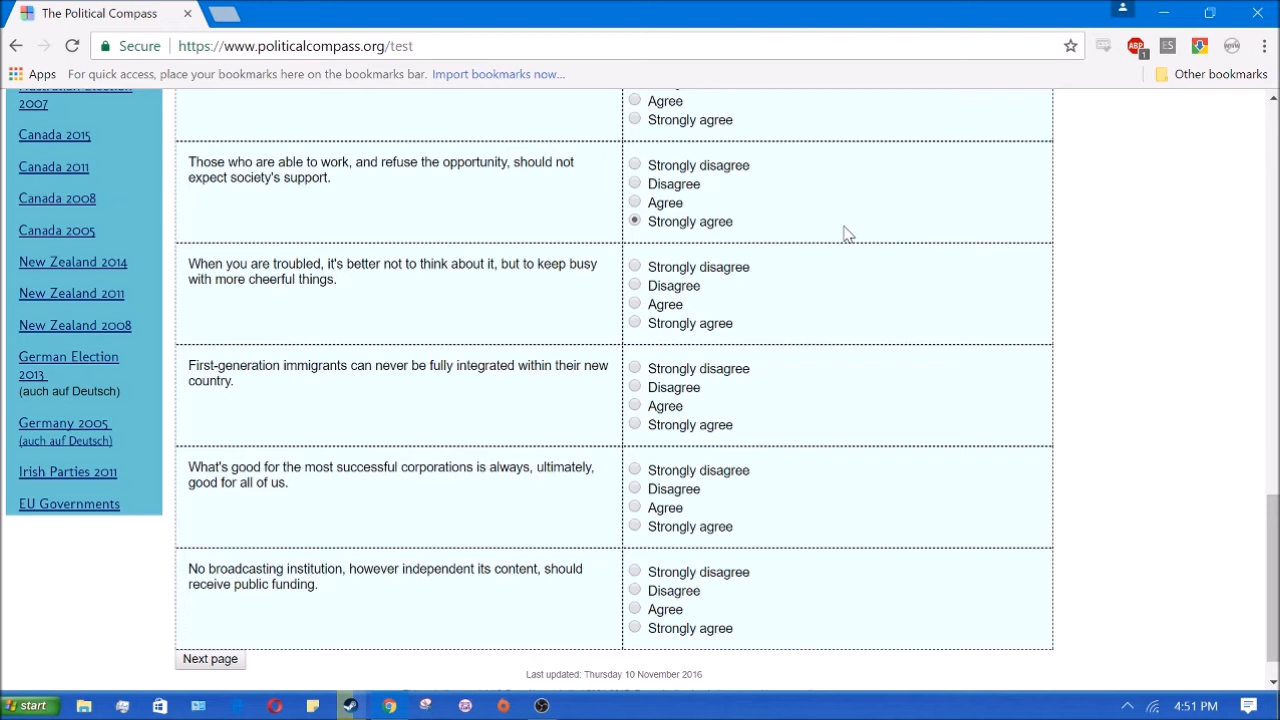 The Political Compass
Secure
https://www.politicalcompass.org/test
ABP
1
ES
Apps
For quick access, place your bookmarks here on the bookmarks bar. Import bookmarks now...
Other bookmarks
Australian Election
2007
Canada 2015
Canada 2011
Canada 2008
Canada 2005
New Zealand 2014
New Zealand 2011
New Zealand 2008
German Election
2013
(auch auf Deutsch)
Germany 2005
(auch auf Deutsch)
Irish Parties 2011
EU Governments
Agree
Strongly agree
Those who are able to work, and refuse the opportunity, should not
expect society's support.
Strongly disagree
Disagree
Agree
Strongly agree
When you are troubled, it's better not to think about it, but to keep busy
with more cheerful things.
Strongly disagree
Disagree
Agree
Strongly agree
First-generation immigrants can never be fully integrated within their new
country.
Strongly disagree
Disagree
Agree
Strongly agree
What's good for the most successful corporations is always, ultimately,
good for all of us.
Strongly disagree
Disagree
Agree
Strongly agree
No broadcasting institution, however independent its content, should
receive public funding.
Strongly disagree
Disagree
Agree
Strongly agree
Next page
Last updated: Thursday 10 November 2016
start
4:51 PM